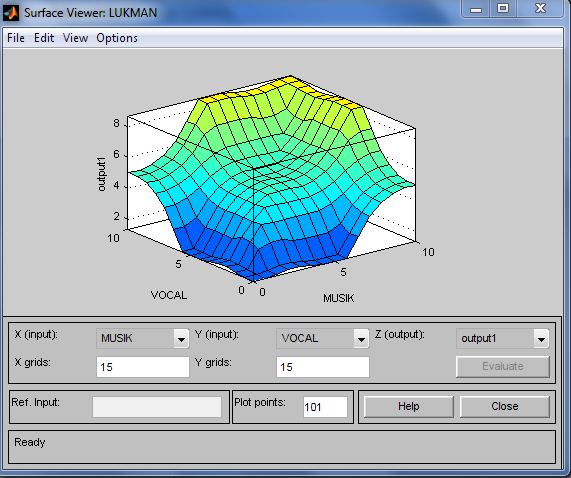 Surface Viewer: LUKMAN
File Edit View Options
8
6
4
2
output1
10
5
0
VOCAL
0
5
10
MUSIK
X (input): MUSIK Y (input): VOCAL Z (output): output1
X grids: 15 Y grids: 15 Evaluate
Ref. Input: Plot points: 101 Help Close
Ready